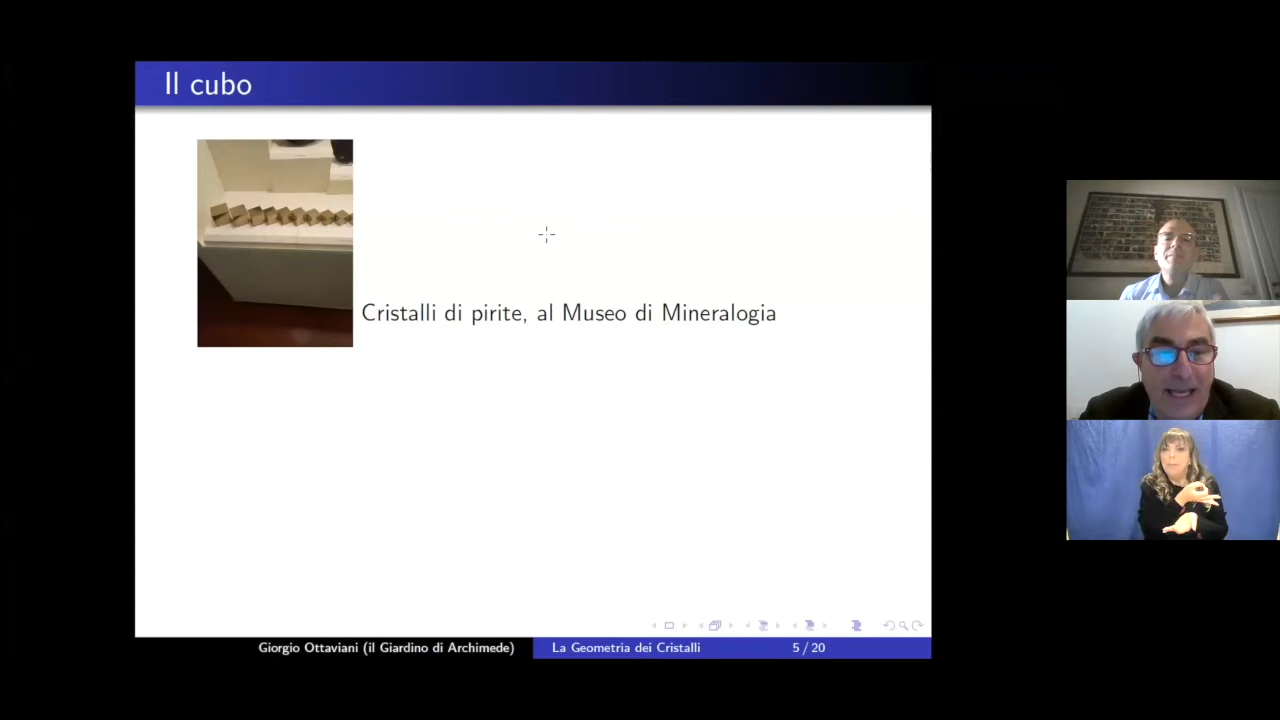 Il cubo
Cristalli di pirite, al Museo di Mineralogia
Giorgio Ottaviani (il Giardino di Archimede)
La Geometria dei Cristalli
5 / 20